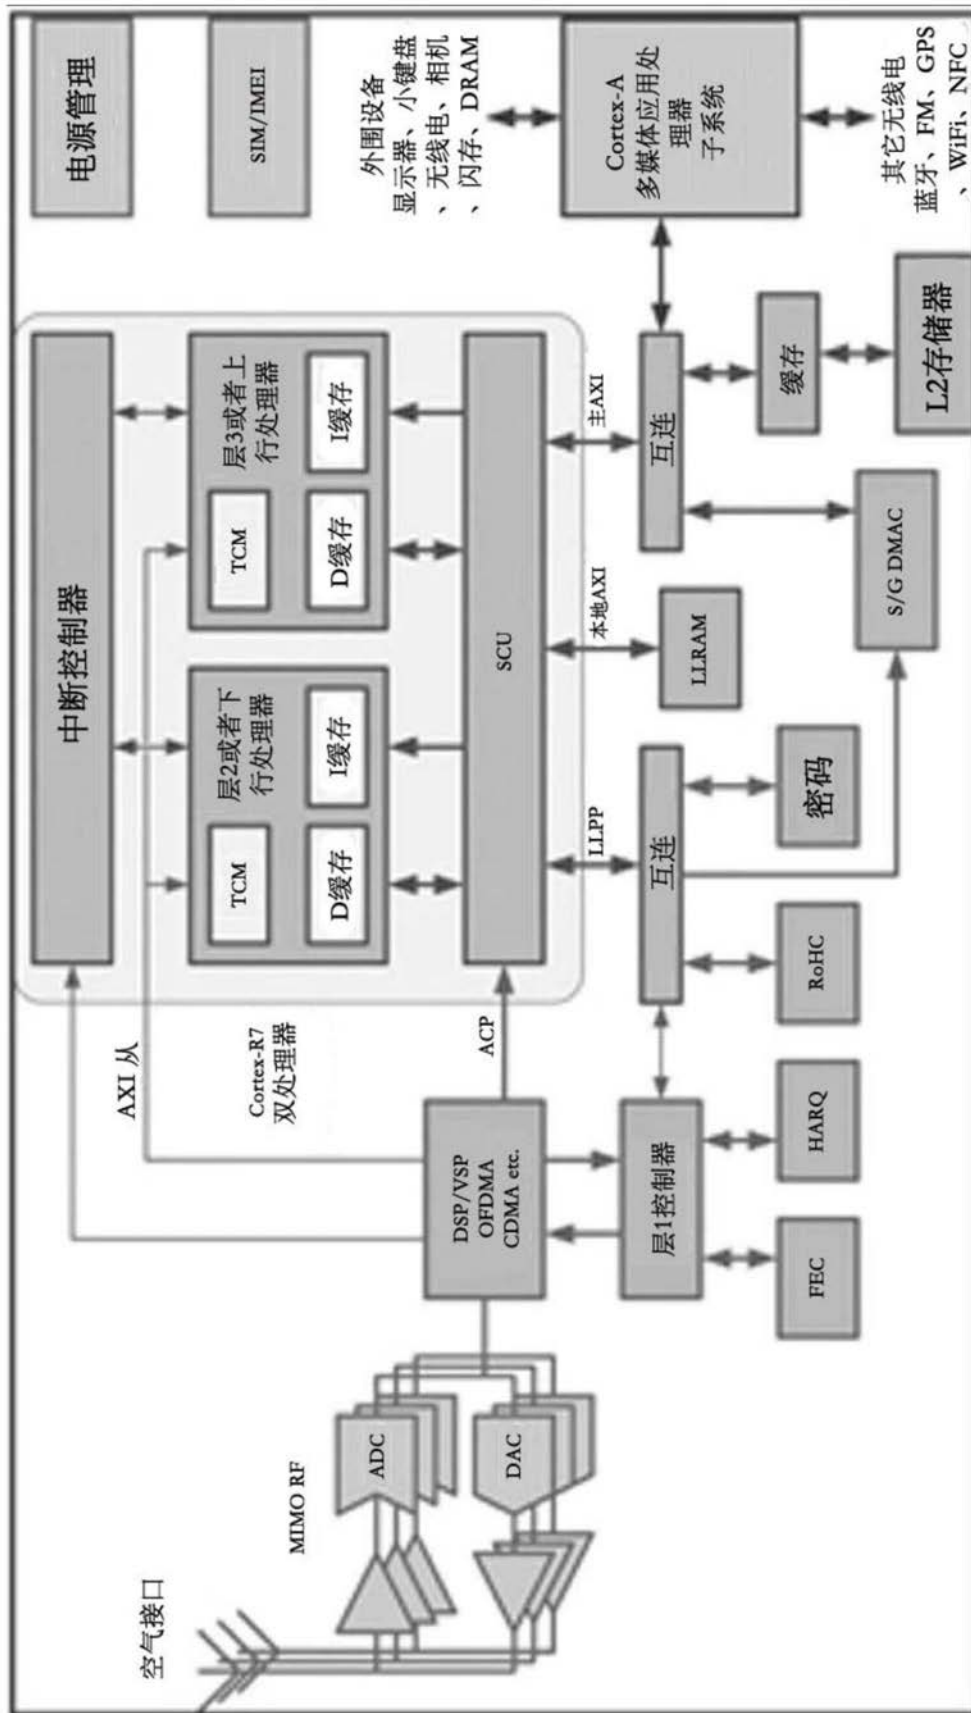 空气接口
MIMO RF
ADC
DAC
DSP/VSP
OFDMA
CDMA etc.
层1控制器
FEC
HARQ
AXI 从
Cortex-R7
双处理器
ACP
中断控制器
层2或者下
行处理器
TCM
D缓存
I缓存
层3或者上
行处理器
TCM
D缓存
I缓存
SCU
LLPP
本地AXI
主AXI
互连
RoHC
密码
LLRAM
互连
S/G DMAC
缓存
L2存储器
电源管理
SIM/IMEI
外围设备
显示器、小键盘
、无线电、相机
、闪存、DRAM
Cortex-A
多媒体应用处
理器
子系统
其它无线电
蓝牙、FM、GPS
、WiFi、NFC